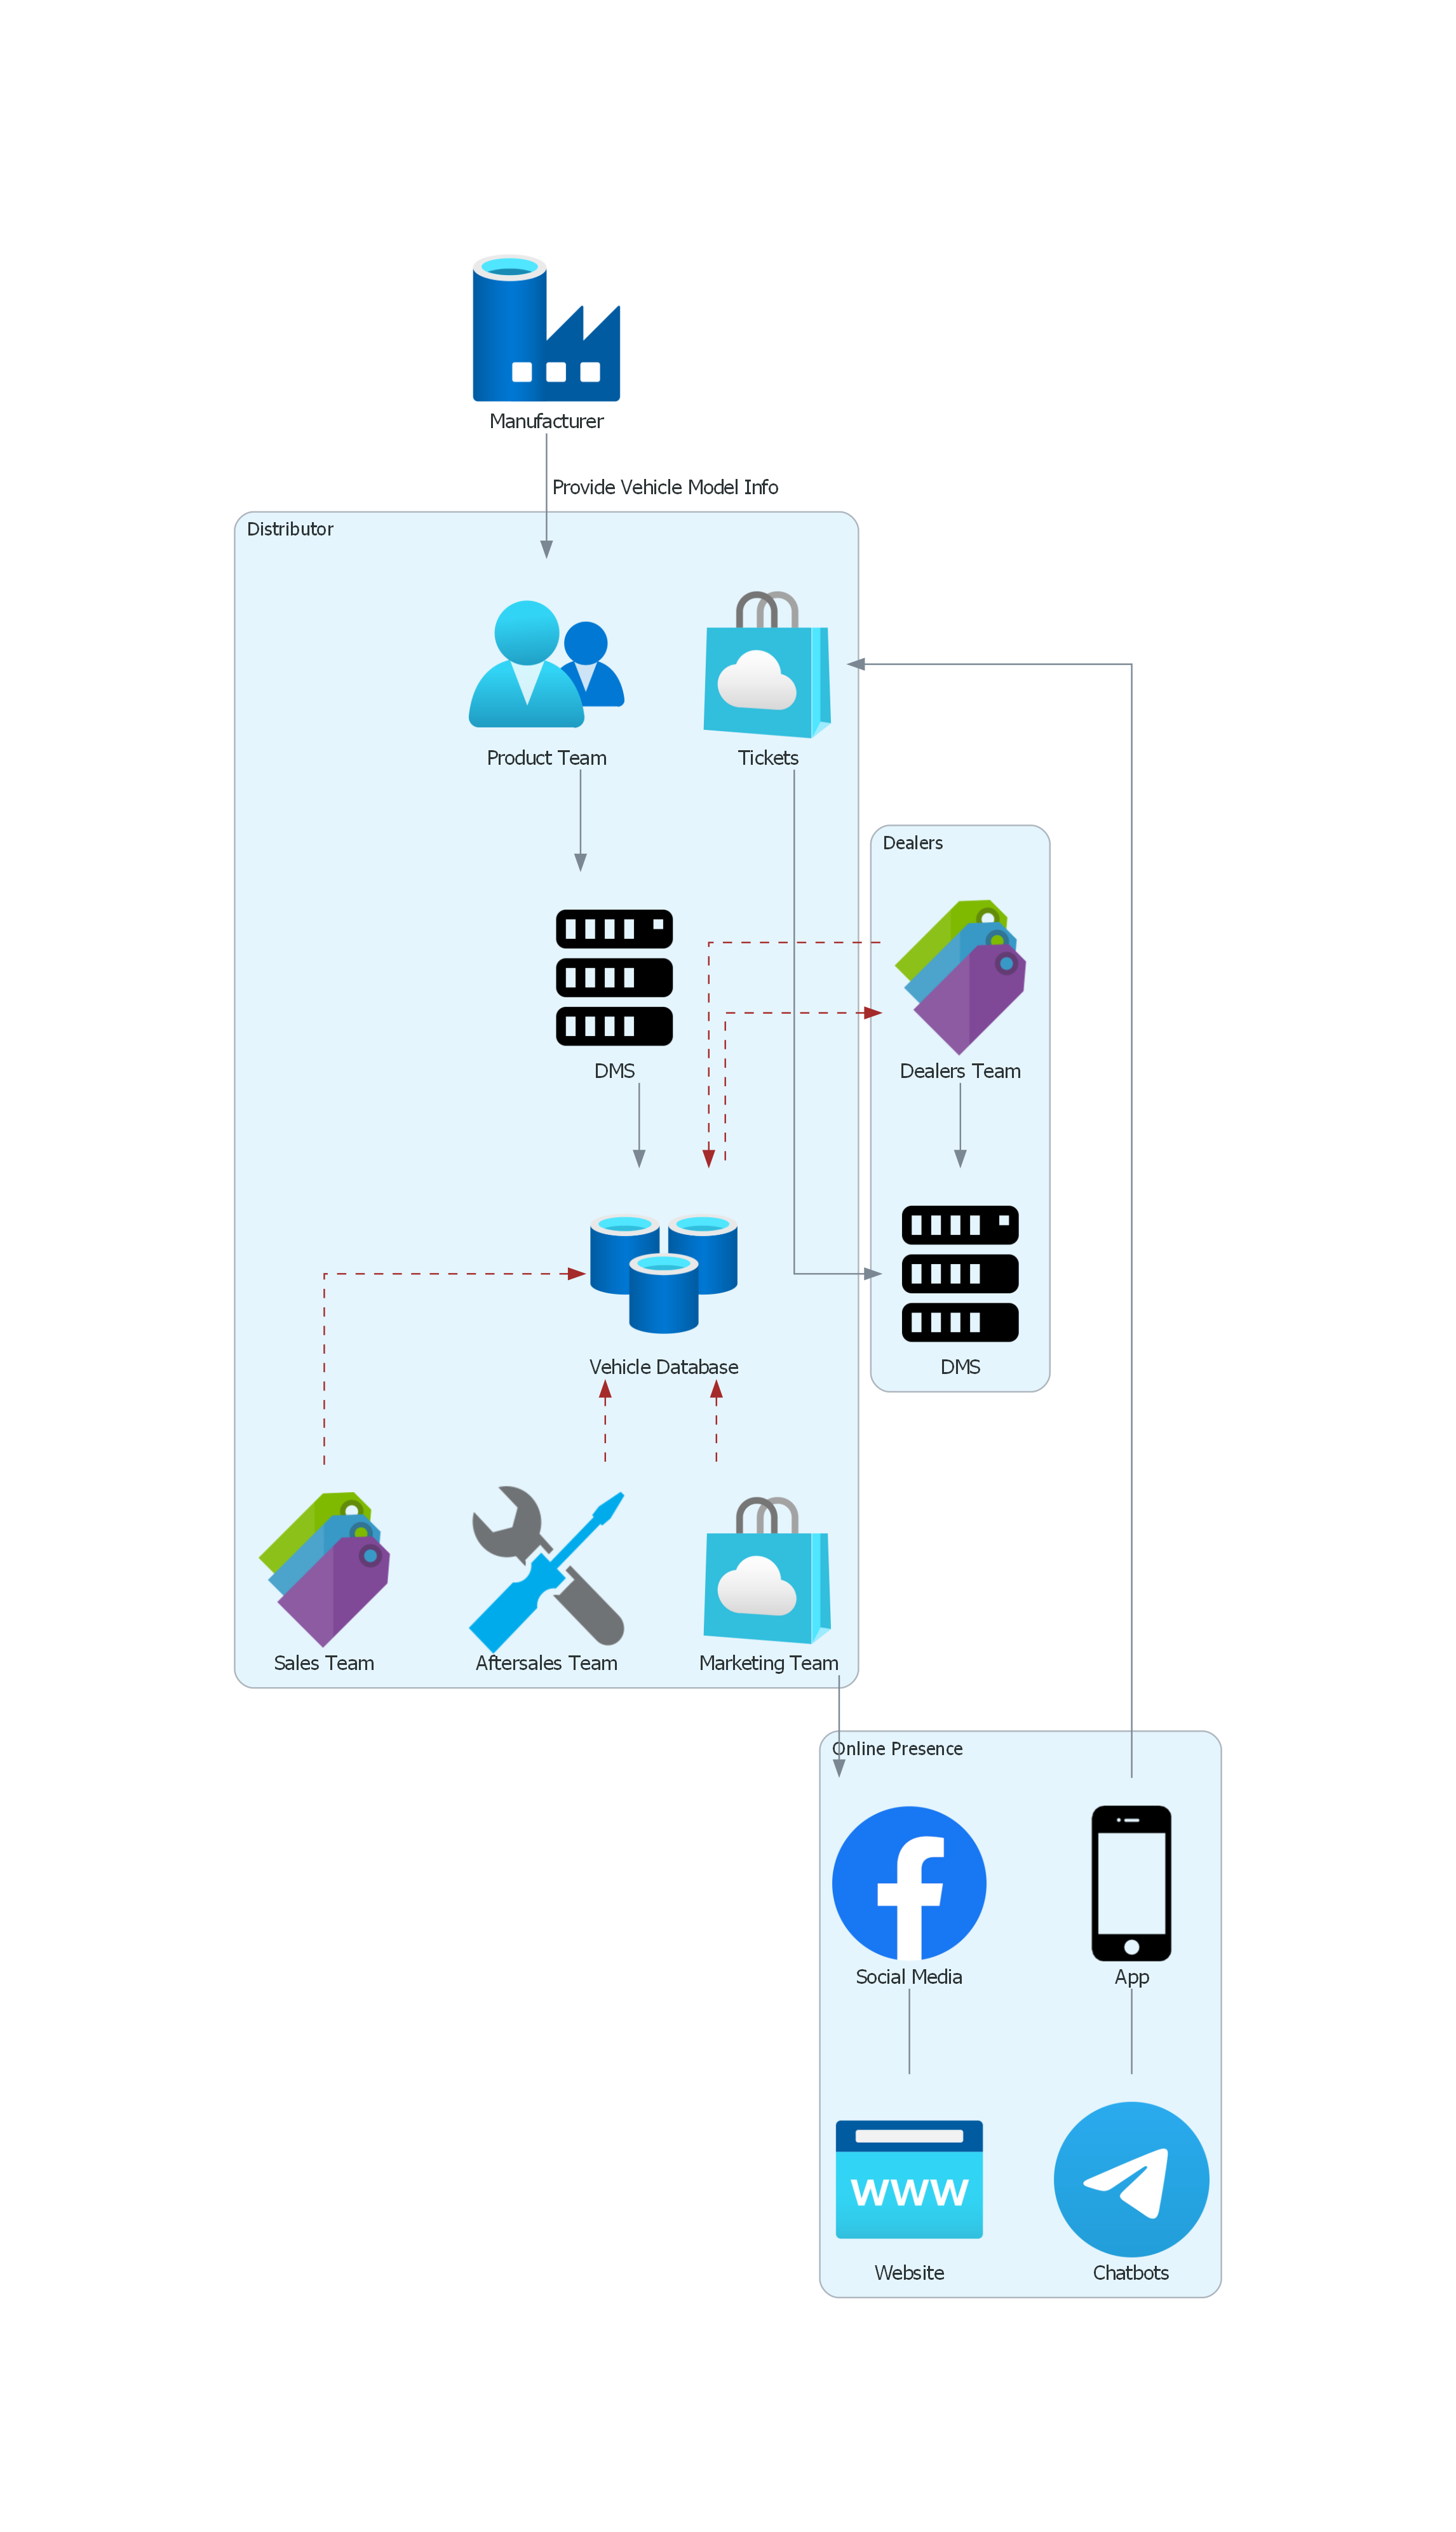 Manufacturer
Provide Vehicle Model Info
Distributor
Product Team
Tickets
Dealers
DMS
Dealers Team
Vehicle Database
DMS
Sales Team
Aftersales Team
Marketing Team
Online Presence
Social Media
App
www
Website
Chatbots